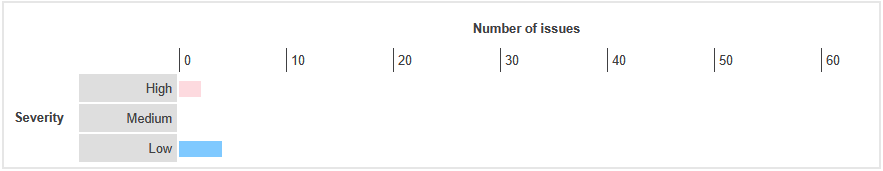 Number of issues
0 10 20 30 40 50 60
High
Severity Medium
Low